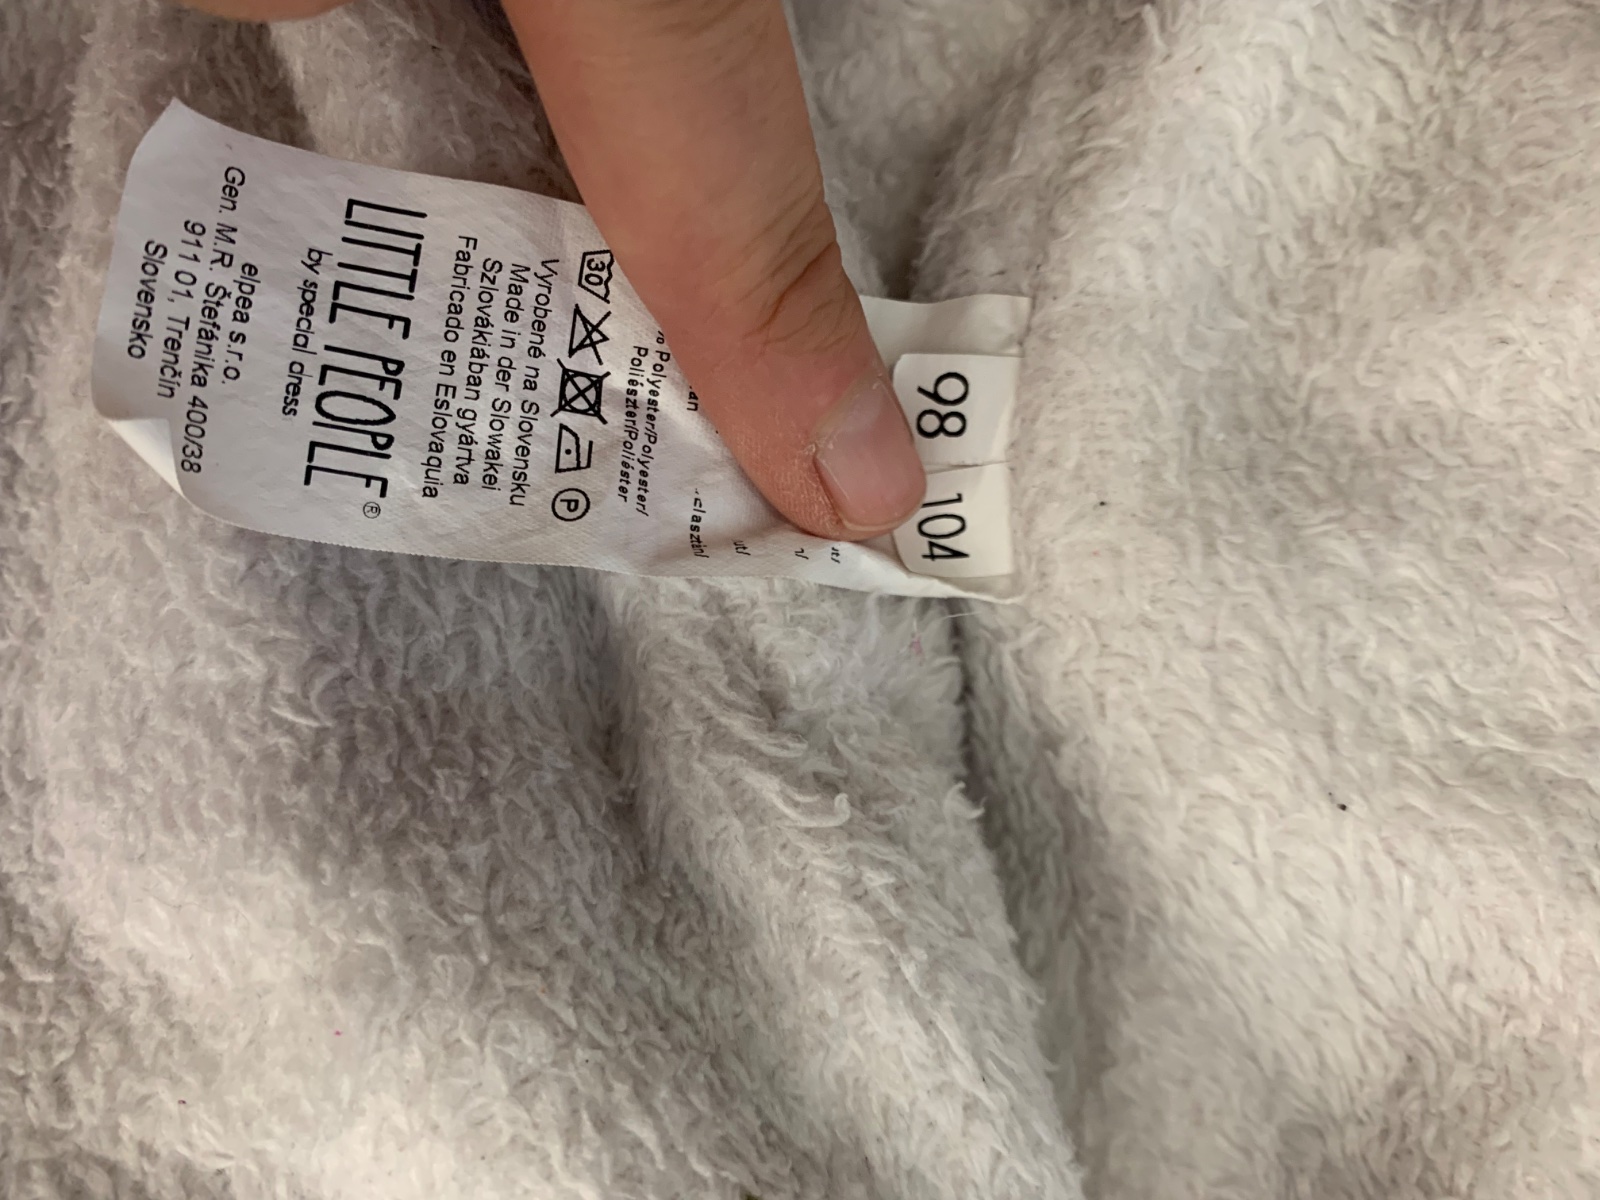 98
104
Polyester/Polyester/
Poliészter/Poliéster
30
P
Vyrobené na Slovensku
Made in der Slowakei
Szlovákiában gyártva
Fabricado en Eslovaquia
LITTLE PEOPLE®
by special dress
elpea s.r.o.
Gen. M.R. Štefánika 400/38
911 01, Trenčín
Slovensko